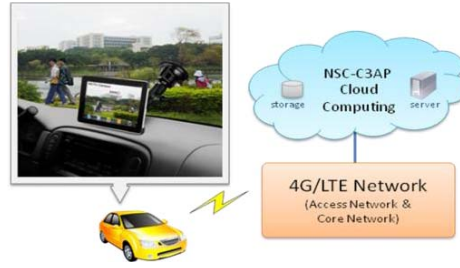 NSC-C3AP
Cloud
Computing
storage
server
4G/LTE Network
(Access Network &
Core Network)